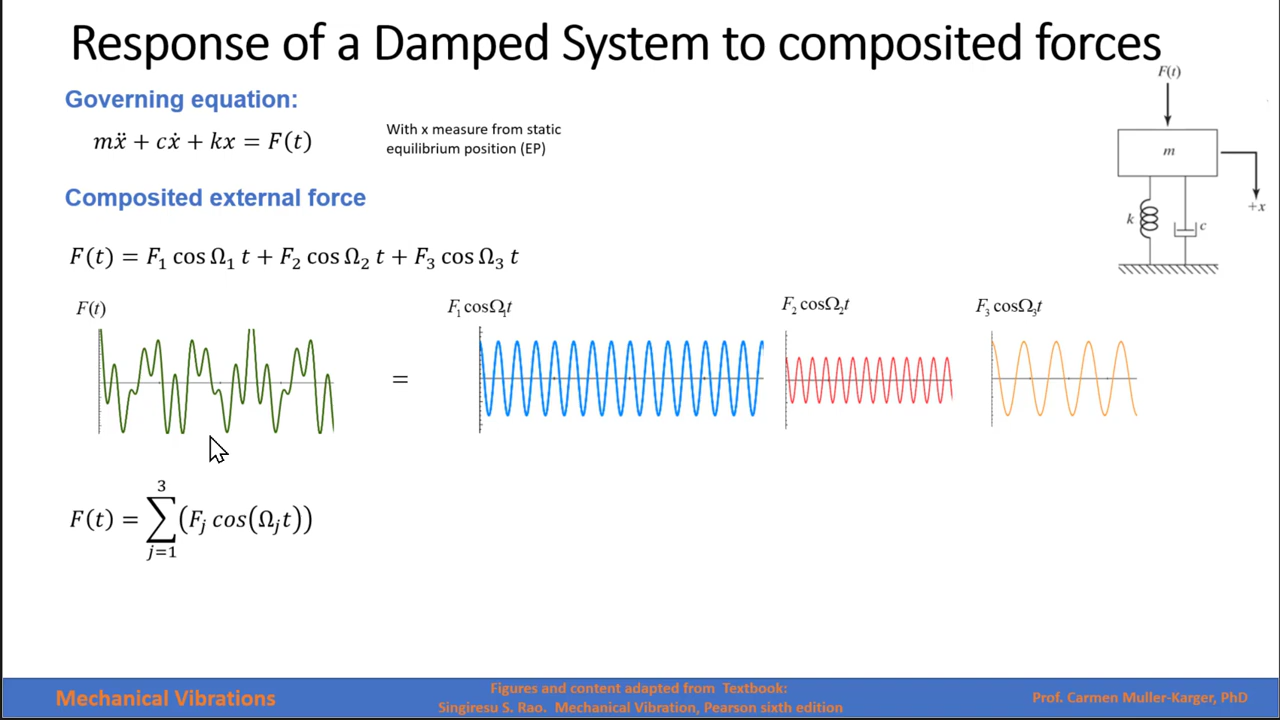 Response of a Damped System to composited forces
Governing equation:
mẍ + cẋ + kx = F(t)
With x measure from static
equilibrium position (EP)
F(t)
m
k
c
+x
Composited external force
F(t) = F₁ cos Ω₁ t + F₂ cos Ω₂ t + F₃ cos Ω₃ t
F(t)
=
F₁cosΩ₁t
F₂cosΩ₂t
F₃cosΩ₃t
3
F(t) = ∑(Fⱼ cos(Ωⱼt))
j=1
Mechanical Vibrations
Figures and content adapted from Textbook:
Singiresu S. Rao. Mechanical Vibration, Pearson sixth edition
Prof. Carmen Muller-Karger, PhD